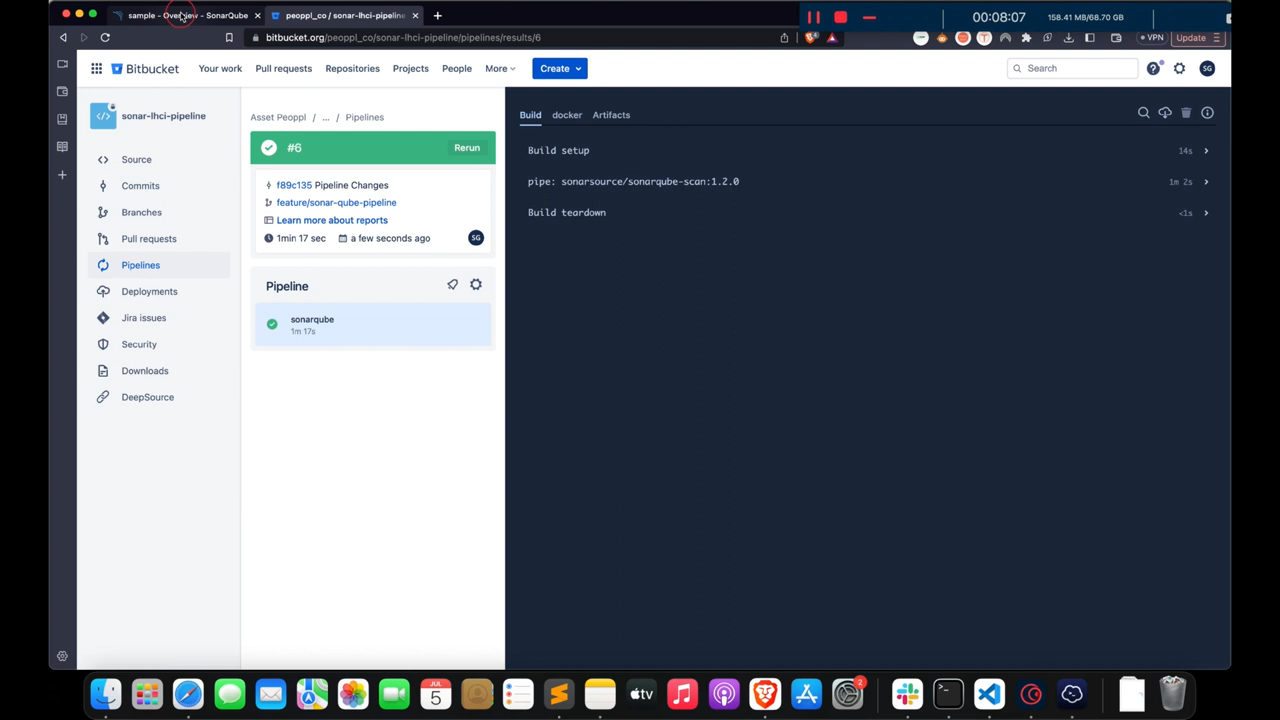 sample - Overview - SonarQube
peoppl_co / sonar-lhci-pipeline
00:08:07
158.41 MB/68.70 GB
bitbucket.org/peoppl_co/sonar-lhci-pipeline/pipelines/results/6
VPN
Update
Bitbucket
Your work
Pull requests
Repositories
Projects
People
More
Create
Search
SG
sonar-lhci-pipeline
Source
Commits
Branches
Pull requests
Pipelines
Deployments
Jira issues
Security
Downloads
DeepSource
Asset Peoppl / ... / Pipelines
#6
Rerun
f89c135 Pipeline Changes
feature/sonar-qube-pipeline
Learn more about reports
1min 17 sec
a few seconds ago
SG
Pipeline
sonarqube
1m 17s
Build
docker
Artifacts
Build setup
14s
pipe: sonarsource/sonarqube-scan:1.2.0
1m 2s
Build teardown
<1s
JUL
5
tv
2